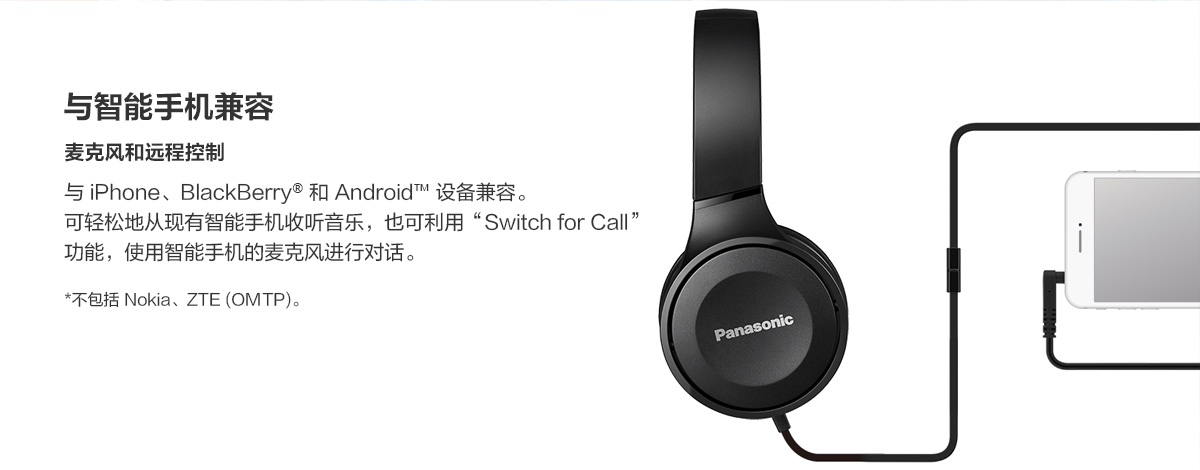 与智能手机兼容
麦克风和远程控制
与 iPhone、BlackBerry® 和 Android™ 设备兼容。
可轻松地从现有智能手机收听音乐，也可利用“Switch for Call”
功能，使用智能手机的麦克风进行对话。
*不包括 Nokia、ZTE (OMTP)。
Panasonic